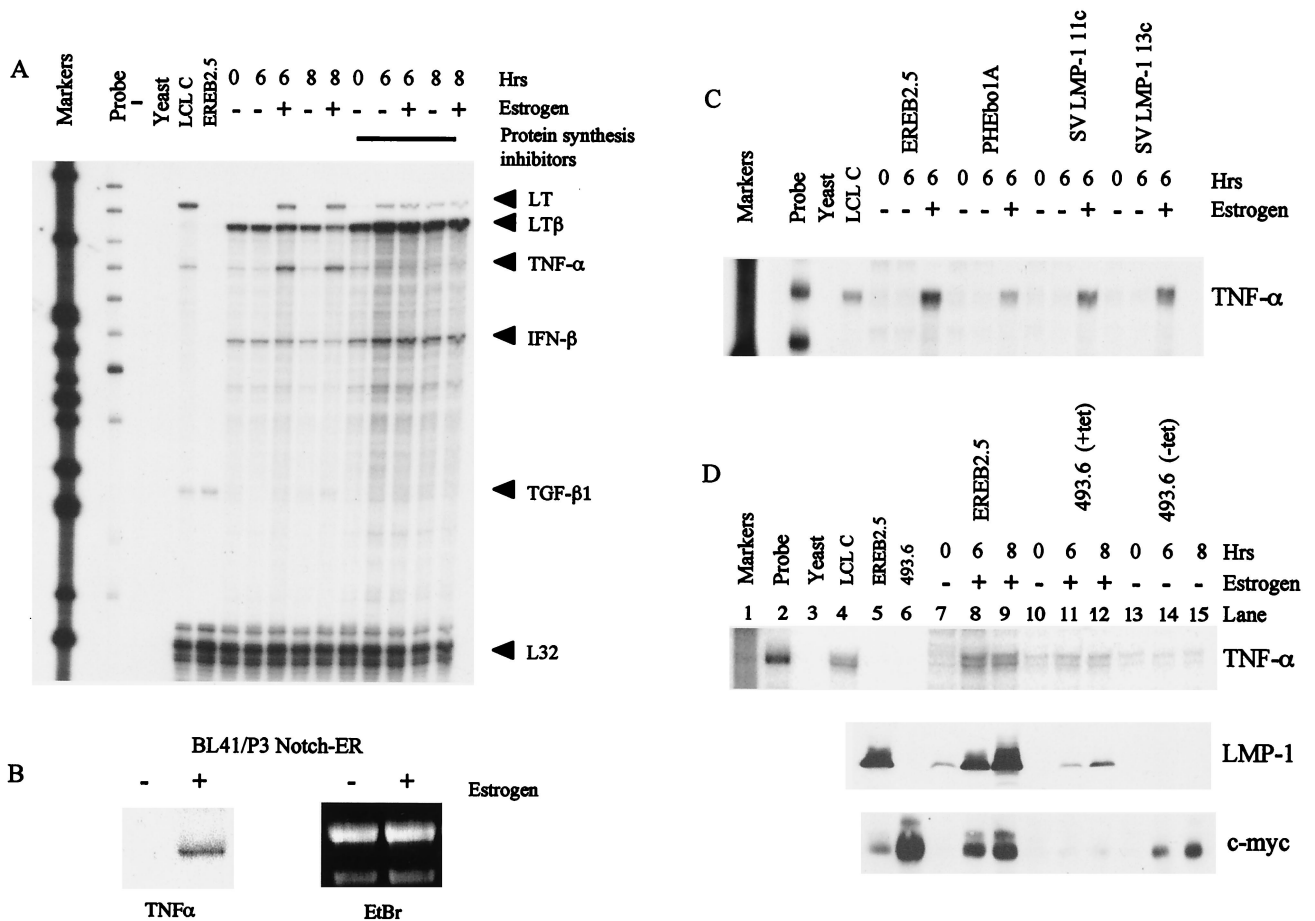 A
Markers
Probe
–
Yeast
LCL C
EREB2.5
0 6 6 8 8 0 6 6 8 8 Hrs
- - + - + - - + - + Estrogen
Protein synthesis
inhibitors
LT
LTβ
TNF-α
IFN-β
TGF-β1
L32
B
BL41/P3 Notch-ER
- + - + Estrogen
TNFα
EtBr
C
Markers
Probe
Yeast
LCL C
EREB2.5
PHEbo1A
SV LMP-1 11c
SV LMP-1 13c
0 6 6 0 6 6 0 6 6 0 6 6 Hrs
- - + - - + - - + - - + Estrogen
TNF-α
D
Markers
Probe
Yeast
LCL C
EREB2.5
493.6
EREB2.5
493.6 (+tet)
493.6 (-tet)
0 6 8 0 6 8 0 6 8 Hrs
- + + - + + - - - Estrogen
1 2 3 4 5 6 7 8 9 10 11 12 13 14 15 Lane
TNF-α
LMP-1
c-myc